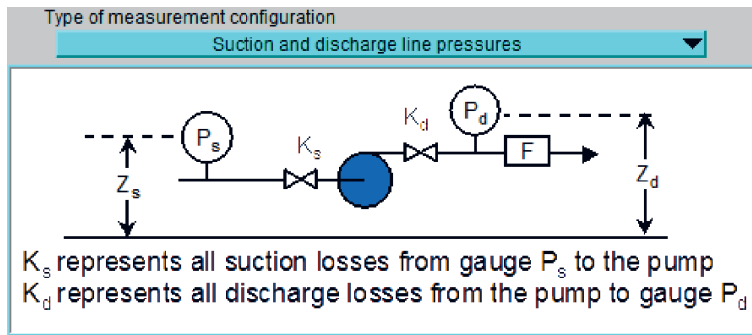 Type of measurement configuration
Suction and discharge line pressures
Ps
Ks
Kd
Pd
F
Zs
Zd
Ks represents all suction losses from gauge Ps to the pump
Kd represents all discharge losses from the pump to gauge Pd